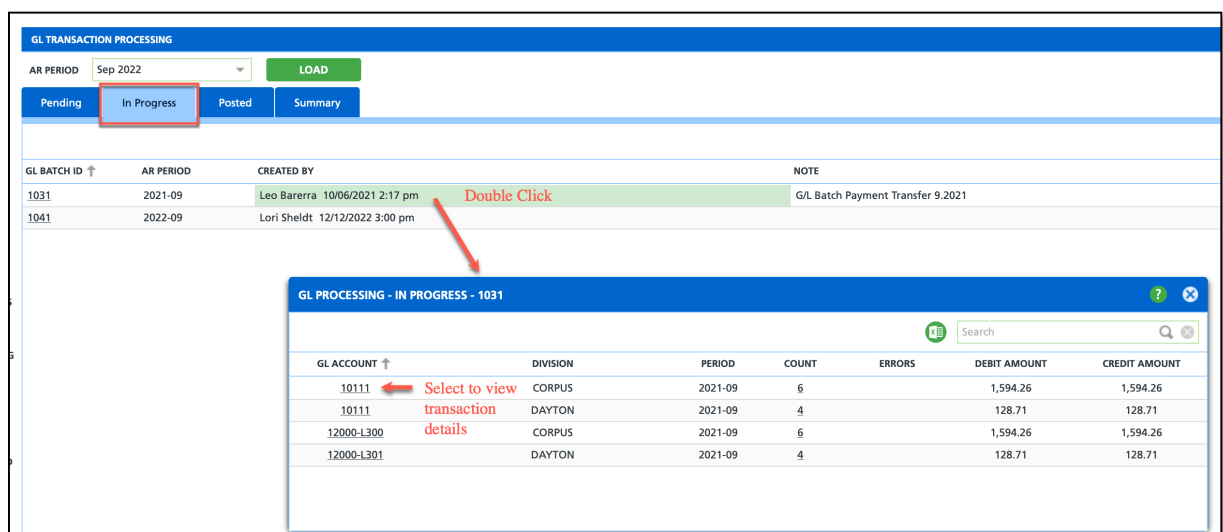 GL TRANSACTION PROCESSING
AR PERIOD Sep 2022 LOAD
Pending In Progress Posted Summary
GL BATCH ID AR PERIOD CREATED BY NOTE
1031 2021-09 Leo Barerra 10/06/2021 2:17 pm Double Click G/L Batch Payment Transfer 9.2021
1041 2022-09 Lori Sheldt 12/12/2022 3:00 pm
GL PROCESSING - IN PROGRESS - 1031 ?
Search
GL ACCOUNT DIVISION PERIOD COUNT ERRORS DEBIT AMOUNT CREDIT AMOUNT
10111 Select to view CORPUS 2021-09 6 1,594.26 1,594.26
10111 transaction DAYTON 2021-09 4 128.71 128.71
12000-L300 details CORPUS 2021-09 6 1,594.26 1,594.26
12000-L301 DAYTON 2021-09 4 128.71 128.71